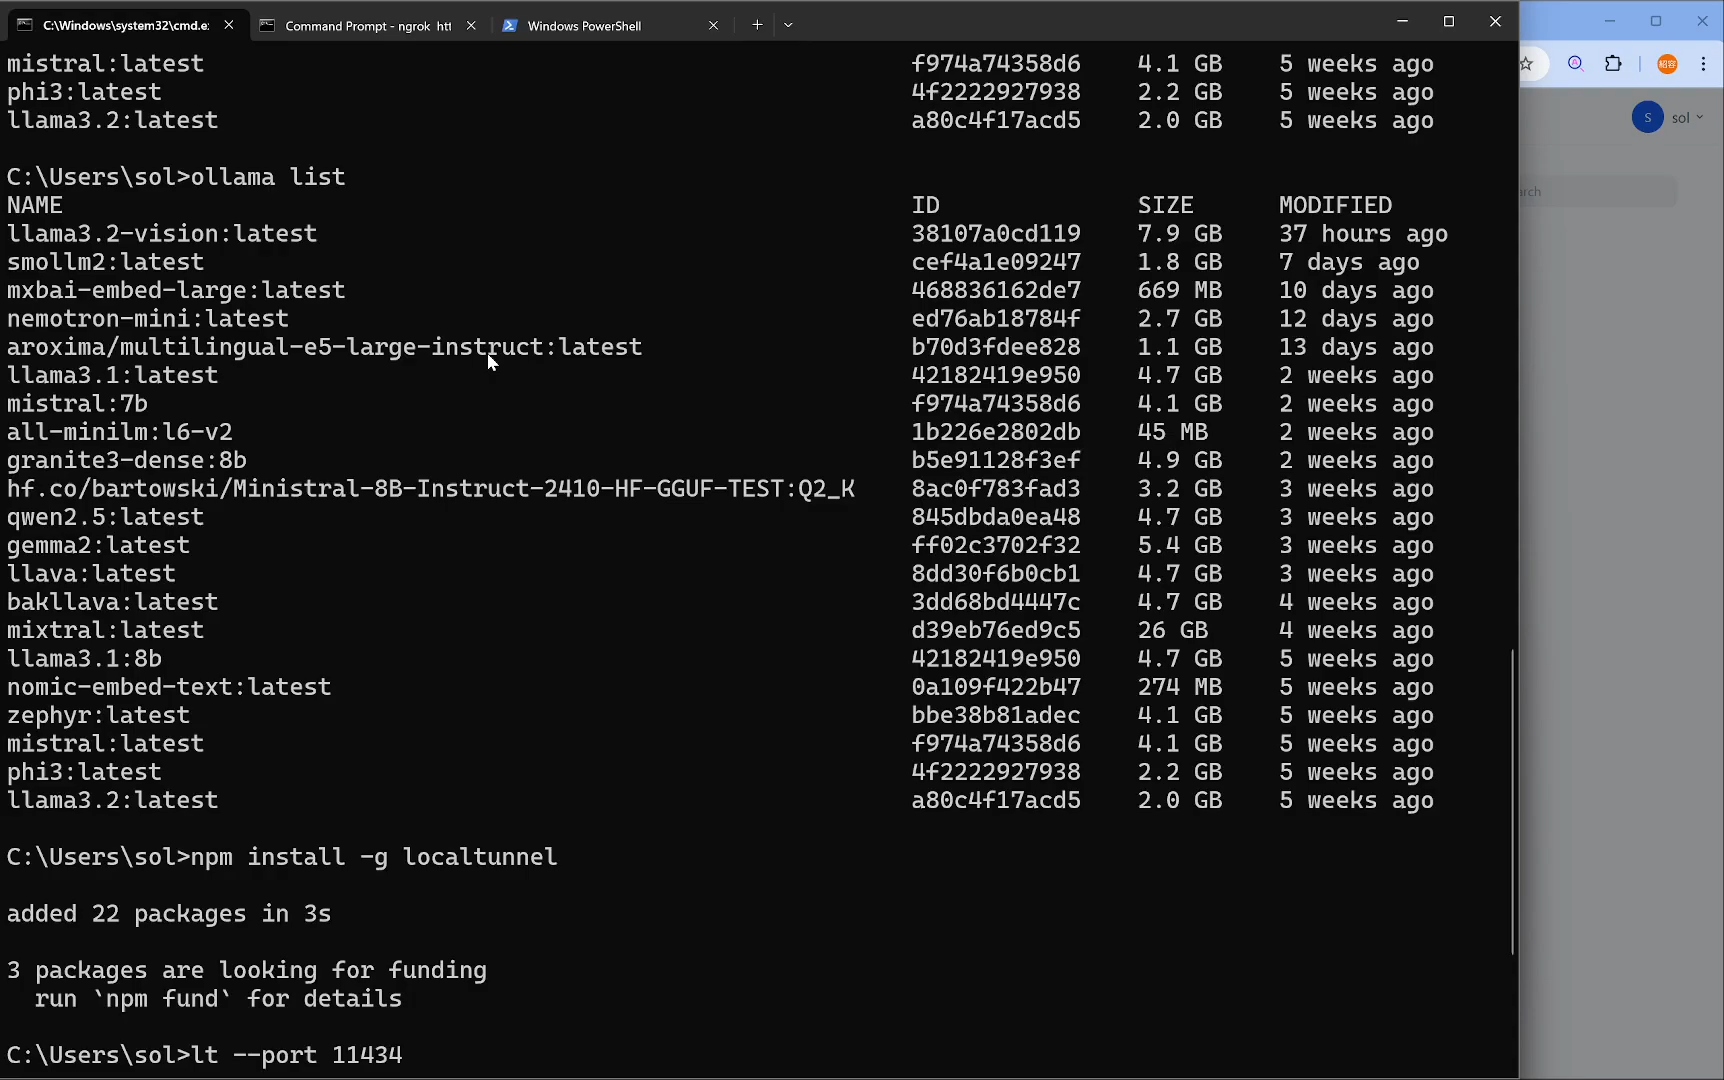 C:\Windows\system32\cmd.e:
Command Prompt - ngrok htt
Windows PowerShell
mistral:latest f974a74358d6 4.1 GB 5 weeks ago
phi3:latest 4f2222927938 2.2 GB 5 weeks ago
llama3.2:latest a80c4f17acd5 2.0 GB 5 weeks ago
C:\Users\sol>ollama list
NAME ID SIZE MODIFIED
llama3.2-vision:latest 38107a0cd119 7.9 GB 37 hours ago
smollm2:latest cef4a1e09247 1.8 GB 7 days ago
mxbai-embed-large:latest 468836162de7 669 MB 10 days ago
nemotron-mini:latest ed76ab18784f 2.7 GB 12 days ago
aroxima/multilingual-e5-large-instruct:latest b70d3fdee828 1.1 GB 13 days ago
llama3.1:latest 42182419e950 4.7 GB 2 weeks ago
mistral:7b f974a74358d6 4.1 GB 2 weeks ago
all-minilm:l6-v2 1b226e2802db 45 MB 2 weeks ago
granite3-dense:8b b5e91128f3ef 4.9 GB 2 weeks ago
hf.co/bartowski/Ministral-8B-Instruct-2410-HF-GGUF-TEST:Q2_K 8ac0f783fad3 3.2 GB 3 weeks ago
qwen2.5:latest 845dbda0ea48 4.7 GB 3 weeks ago
gemma2:latest ff02c3702f32 5.4 GB 3 weeks ago
llava:latest 8dd30f6b0cb1 4.7 GB 3 weeks ago
bakllava:latest 3dd68bd4447c 4.7 GB 4 weeks ago
mixtral:latest d39eb76ed9c5 26 GB 4 weeks ago
llama3.1:8b 42182419e950 4.7 GB 5 weeks ago
nomic-embed-text:latest 0a109f422b47 274 MB 5 weeks ago
zephyr:latest bbe38b81adec 4.1 GB 5 weeks ago
mistral:latest f974a74358d6 4.1 GB 5 weeks ago
phi3:latest 4f2222927938 2.2 GB 5 weeks ago
llama3.2:latest a80c4f17acd5 2.0 GB 5 weeks ago
C:\Users\sol>npm install -g localtunnel
added 22 packages in 3s
3 packages are looking for funding
run `npm fund` for details
C:\Users\sol>lt --port 11434
紹容
S sol
arch